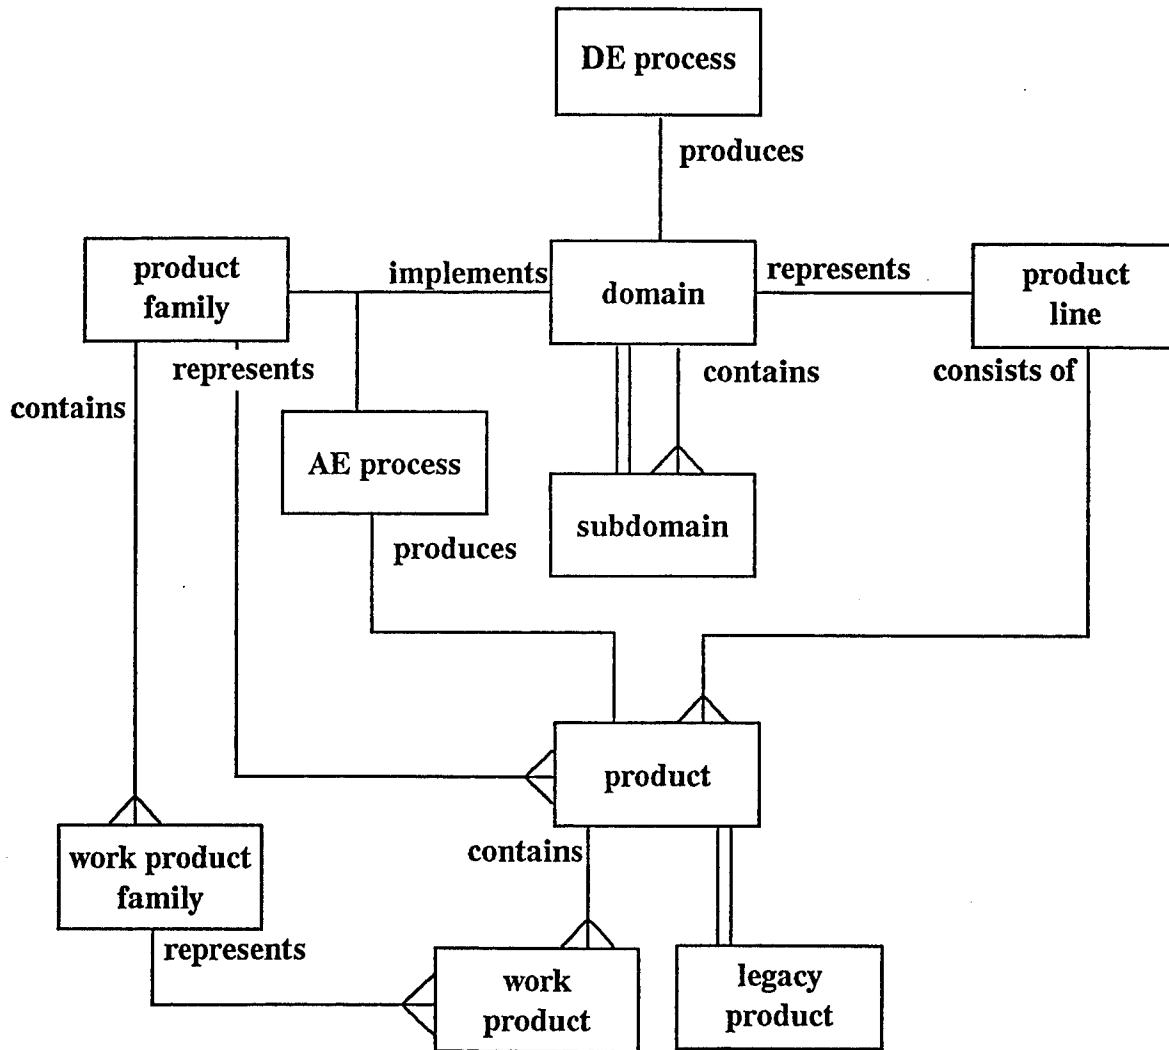 DE process
produces
product
family
implements
domain
represents
product
line
represents
contains
consists of
contains
AE process
subdomain
produces
product
contains
work product
family
represents
work
product
legacy
product